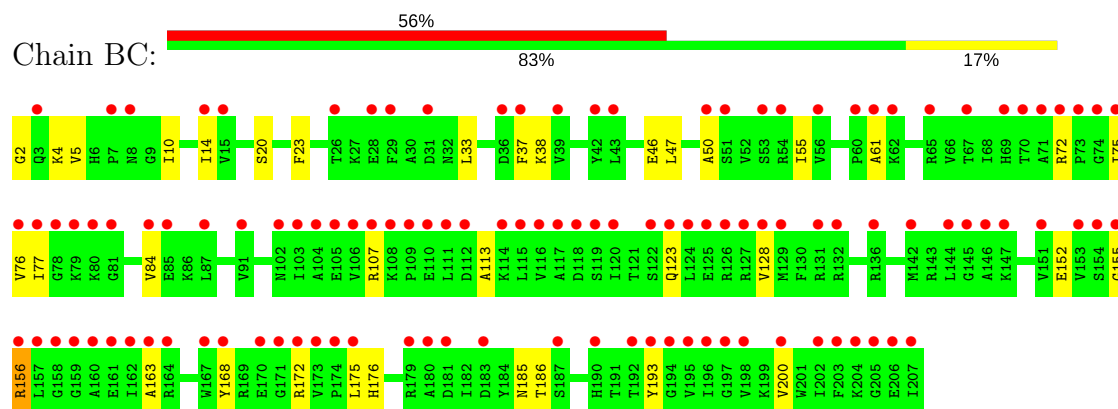 56%
Chain BC:
83% 17%
G2 Q3 K4 V5 H6 P7 N8 G9 I10 I14 V15 S20 F23 T26 K27 E28 F29 A30 D31 N32 L33 D36 F37 K38 V39 Y42 L43 E46 L47 A50 S51 V52 S53 R54 I55 V56 P60 A61 K62 R65 V66 T67 I68 H69 T70 A71 R72 P73 G74 I75
V76 I77 G78 K79 K80 G81 V84 E85 K86 L87 V91 N102 I103 A104 E105 V106 R107 K108 P109 E110 L111 D112 A113 K114 L115 V116 A117 D118 S119 T120 T121 S122 Q123 L124 E125 R126 R127 V128 M129 F130 R131 R132 R136 M142 R143 L144 G145 A146 K147 V151 E152 V153 S154 G155
R156 L157 G158 G159 A160 E161 I162 A163 R164 W167 Y168 R169 E170 G171 R172 V173 P174 L175 H176 R179 A180 D181 I182 D183 Y184 N185 T186 S187 H190 T191 T192 Y193 G194 V195 I196 G197 V198 K199 V200 W201 I202 F203 K204 G205 E206 I207